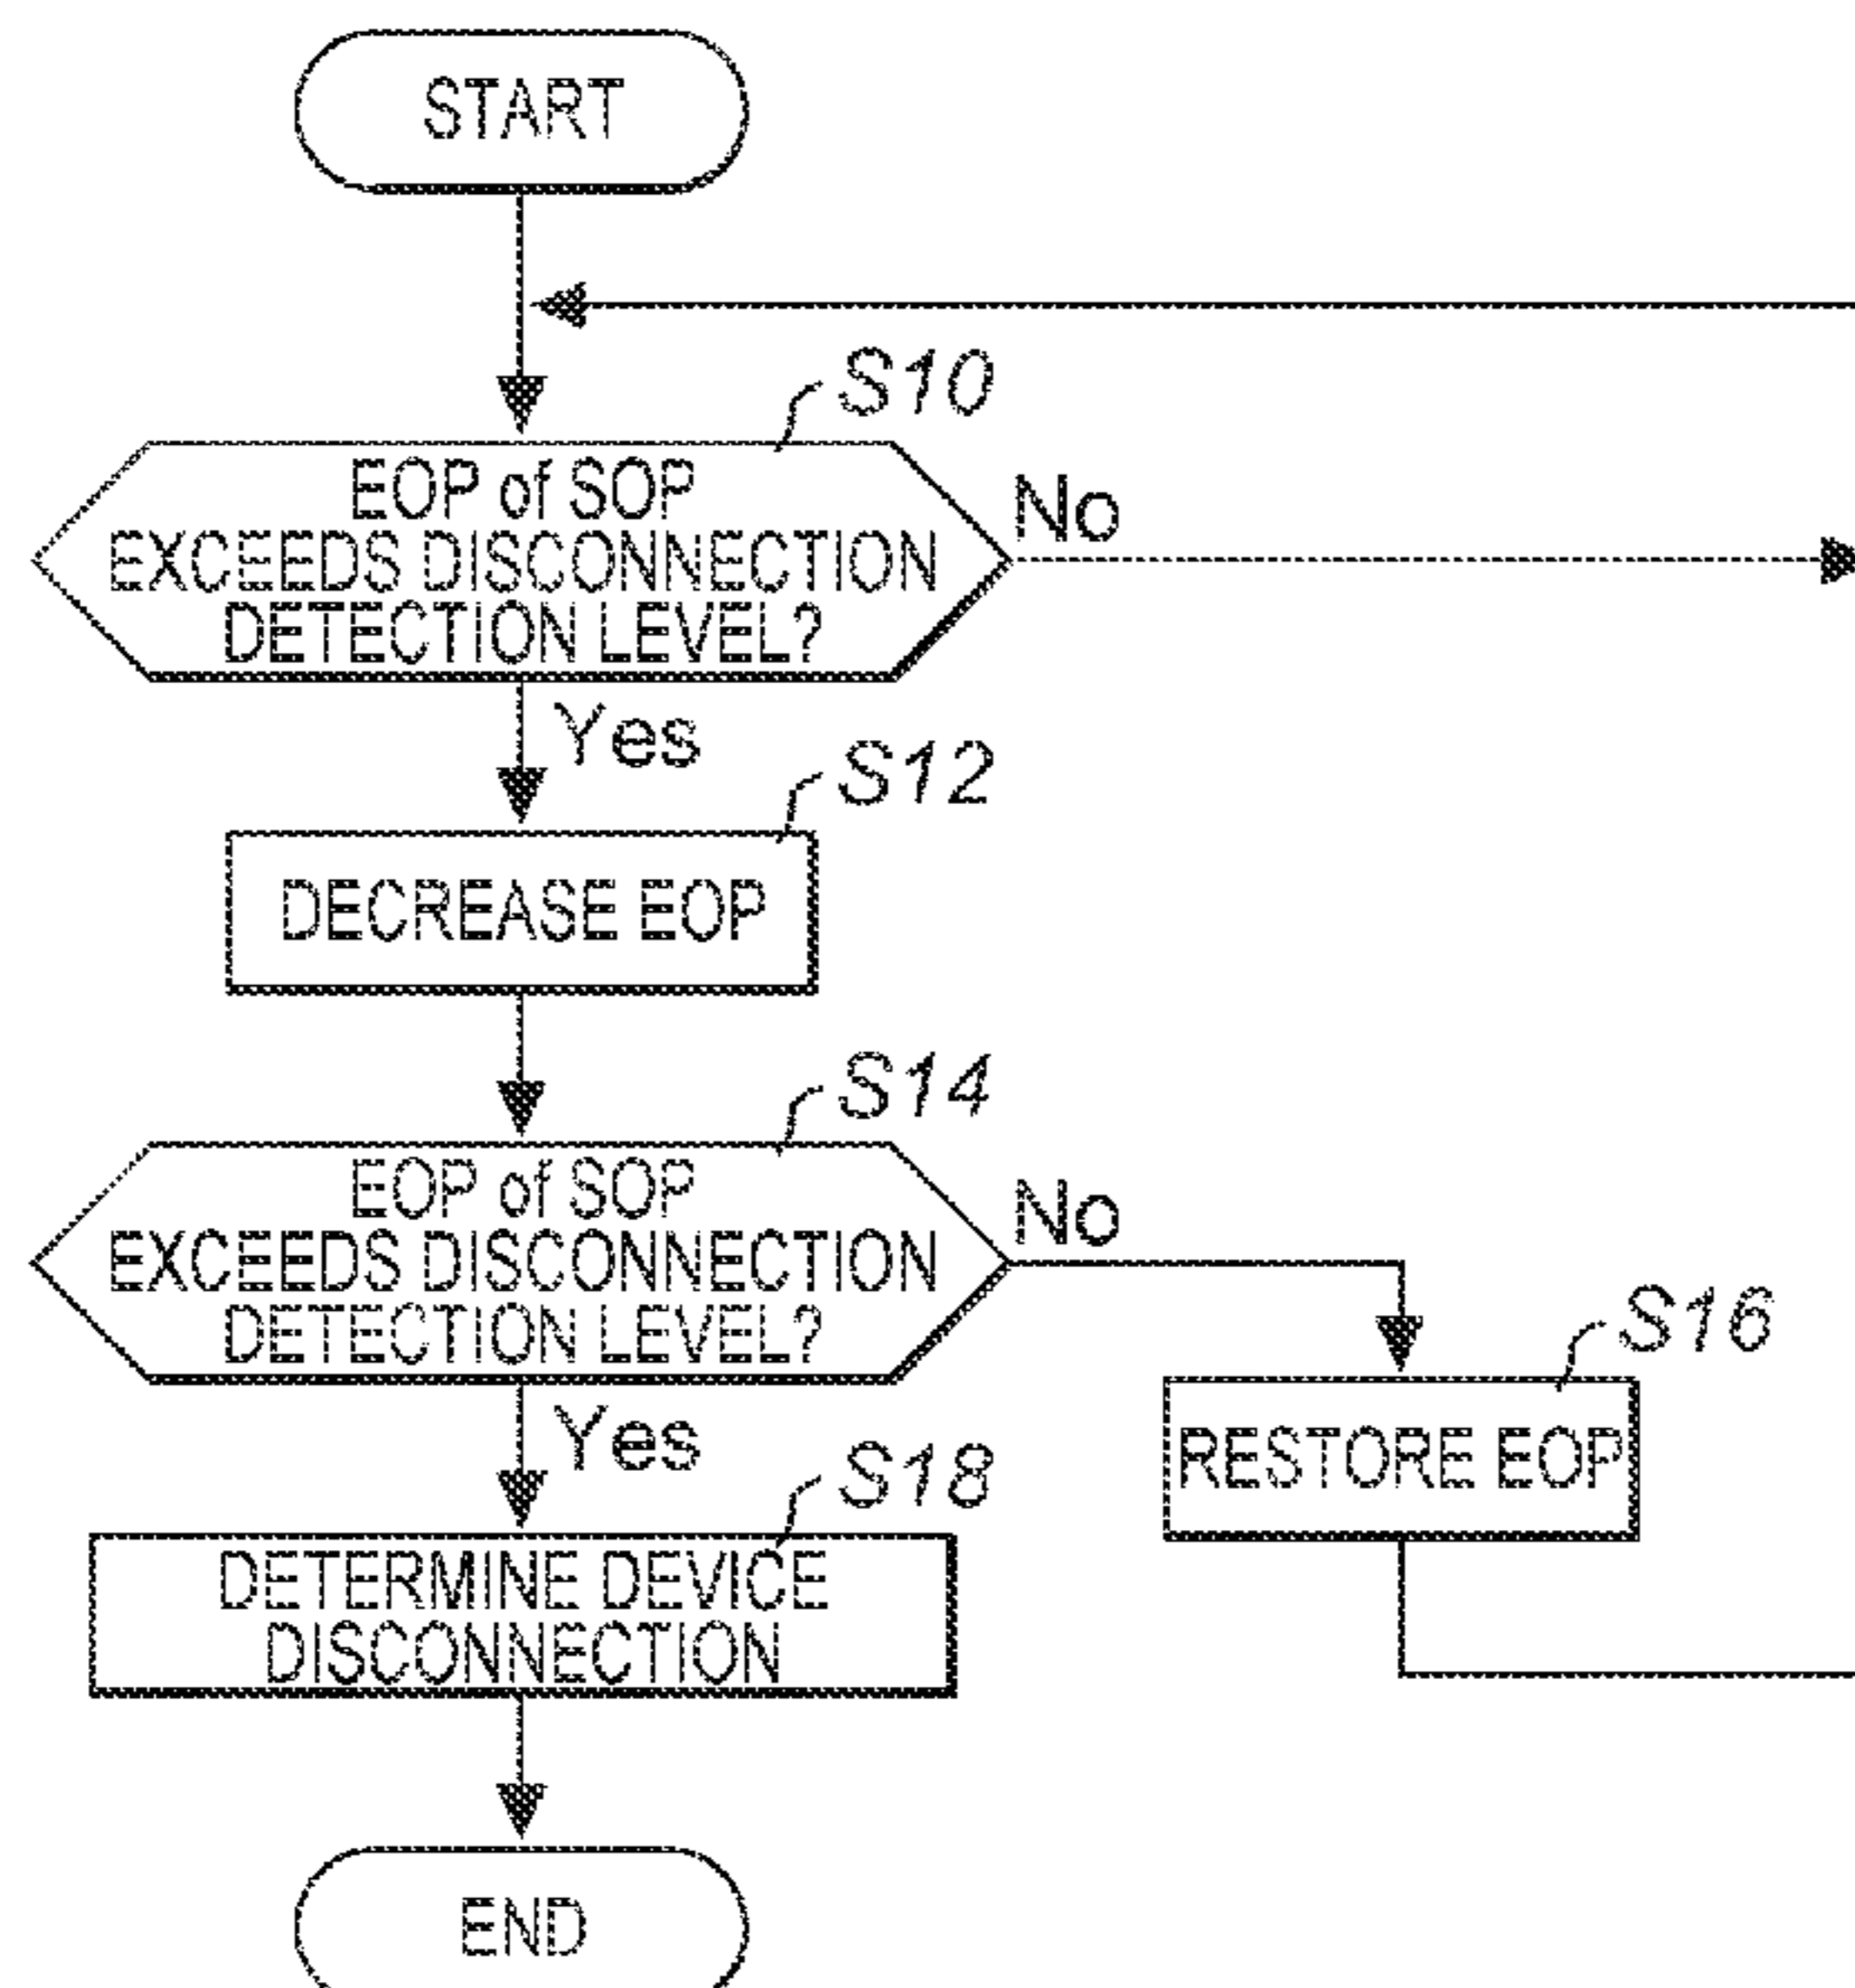 START
S10
EOP of SOP
EXCEEDS DISCONNECTION
DETECTION LEVEL?
No
Yes
S12
DECREASE EOP
S14
EOP of SOP
EXCEEDS DISCONNECTION
DETECTION LEVEL?
No
Yes
S16
RESTORE EOP
S18
DETERMINE DEVICE
DISCONNECTION
END